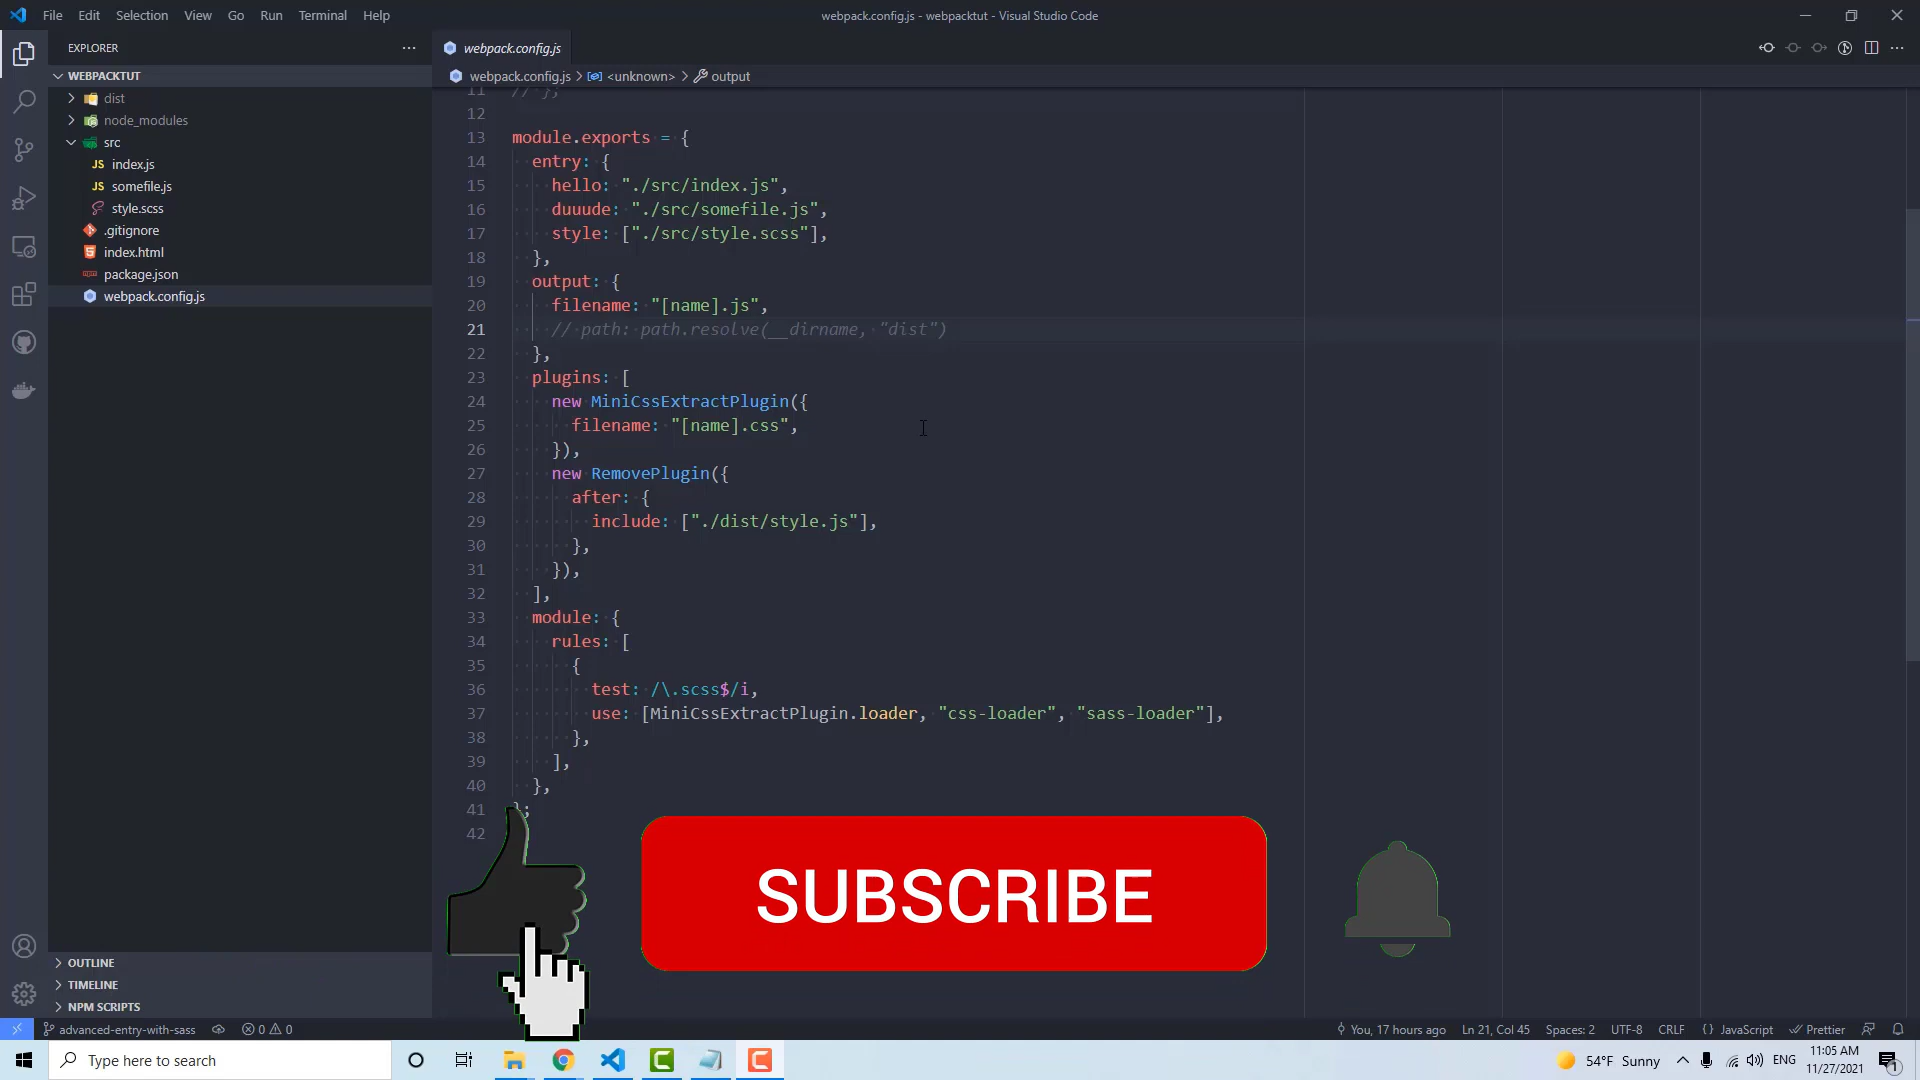 File Edit Selection View Go Run Terminal Help
webpack.config.js - webpacktut - Visual Studio Code
EXPLORER
WEBPACKTUT
dist
node_modules
src
JS index.js
JS somefile.js
style.scss
.gitignore
index.html
package.json
webpack.config.js
OUTLINE
TIMELINE
NPM SCRIPTS
webpack.config.js
webpack.config.js > <unknown> > output
11 // };
12
13 module.exports = {
14 entry: {
15 hello: "./src/index.js",
16 duuude: "./src/somefile.js",
17 style: ["./src/style.scss"],
18 },
19 output: {
20 filename: "[name].js",
21 // path: path.resolve(__dirname, "dist")
22 },
23 plugins: [
24 new MiniCssExtractPlugin({
25 filename: "[name].css",
26 }),
27 new RemovePlugin({
28 after: {
29 include: ["./dist/style.js"],
30 },
31 }),
32 ],
33 module: {
34 rules: [
35 {
36 test: /\.scss$/i,
37 use: [MiniCssExtractPlugin.loader, "css-loader", "sass-loader"],
38 },
39 ],
40 },
41 };
42
SUBSCRIBE
advanced-entry-with-sass 0 0 You, 17 hours ago Ln 21, Col 45 Spaces: 2 UTF-8 CRLF {} JavaScript Prettier
Type here to search
54°F Sunny ENG
11:05 AM
11/27/2021
1